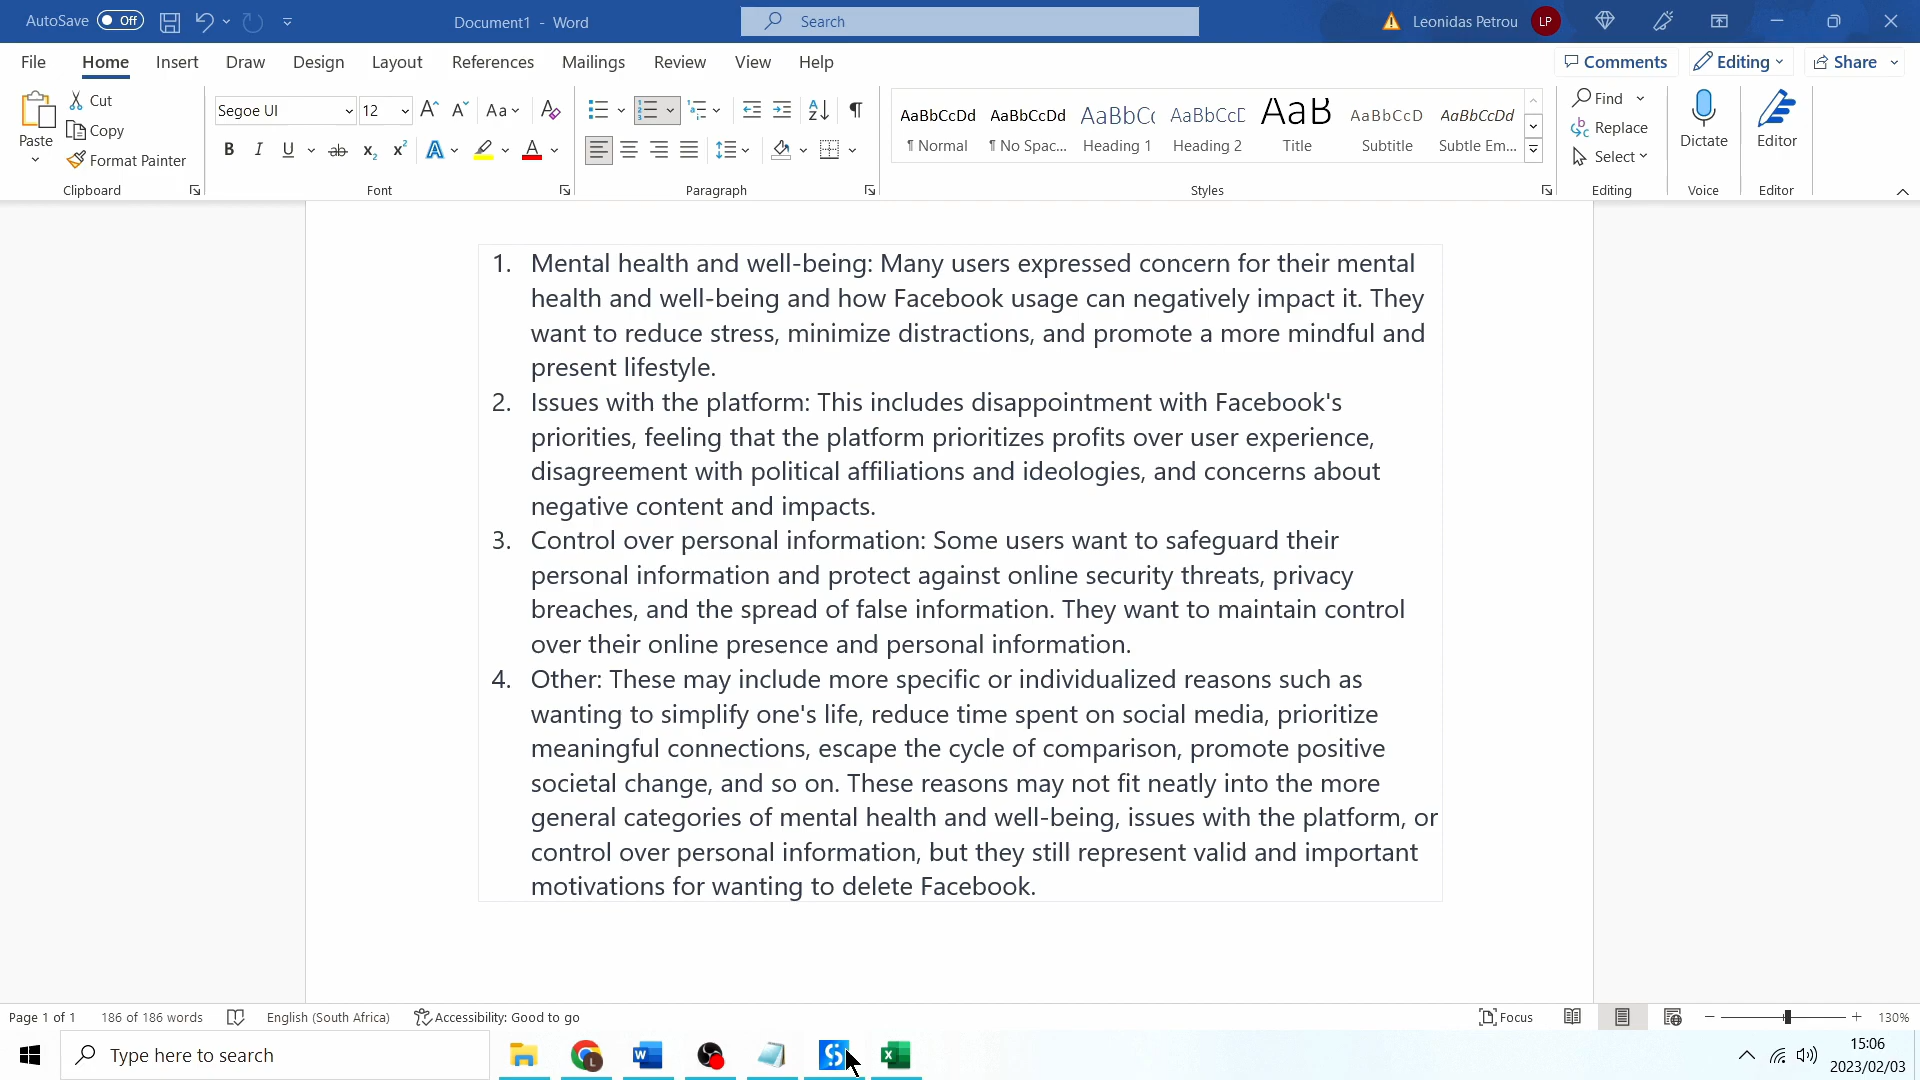 AutoSave Off Document1 - Word Search Leonidas Petrou LP
File Home Insert Draw Design Layout References Mailings Review View Help Comments Editing Share
Paste Cut Segoe UI 12 Aa AaBbCcDd AaBbCcDd AaBbCc AaBbCcD AaB AaBbCcD AaBbCcDd Find Dictate Editor
Copy ¶ Normal ¶ No Spac... Heading 1 Heading 2 Title Subtitle Subtle Em... Replace
Format Painter B I U ab x₂ x² A A Select
Clipboard Font Paragraph Styles Editing Voice Editor
1. Mental health and well-being: Many users expressed concern for their mental
health and well-being and how Facebook usage can negatively impact it. They
want to reduce stress, minimize distractions, and promote a more mindful and
present lifestyle.
2. Issues with the platform: This includes disappointment with Facebook's
priorities, feeling that the platform prioritizes profits over user experience,
disagreement with political affiliations and ideologies, and concerns about
negative content and impacts.
3. Control over personal information: Some users want to safeguard their
personal information and protect against online security threats, privacy
breaches, and the spread of false information. They want to maintain control
over their online presence and personal information.
4. Other: These may include more specific or individualized reasons such as
wanting to simplify one's life, reduce time spent on social media, prioritize
meaningful connections, escape the cycle of comparison, promote positive
societal change, and so on. These reasons may not fit neatly into the more
general categories of mental health and well-being, issues with the platform, or
control over personal information, but they still represent valid and important
motivations for wanting to delete Facebook.
Page 1 of 1 186 of 186 words English (South Africa) Accessibility: Good to go Focus 130%
Type here to search 15:06
2023/02/03